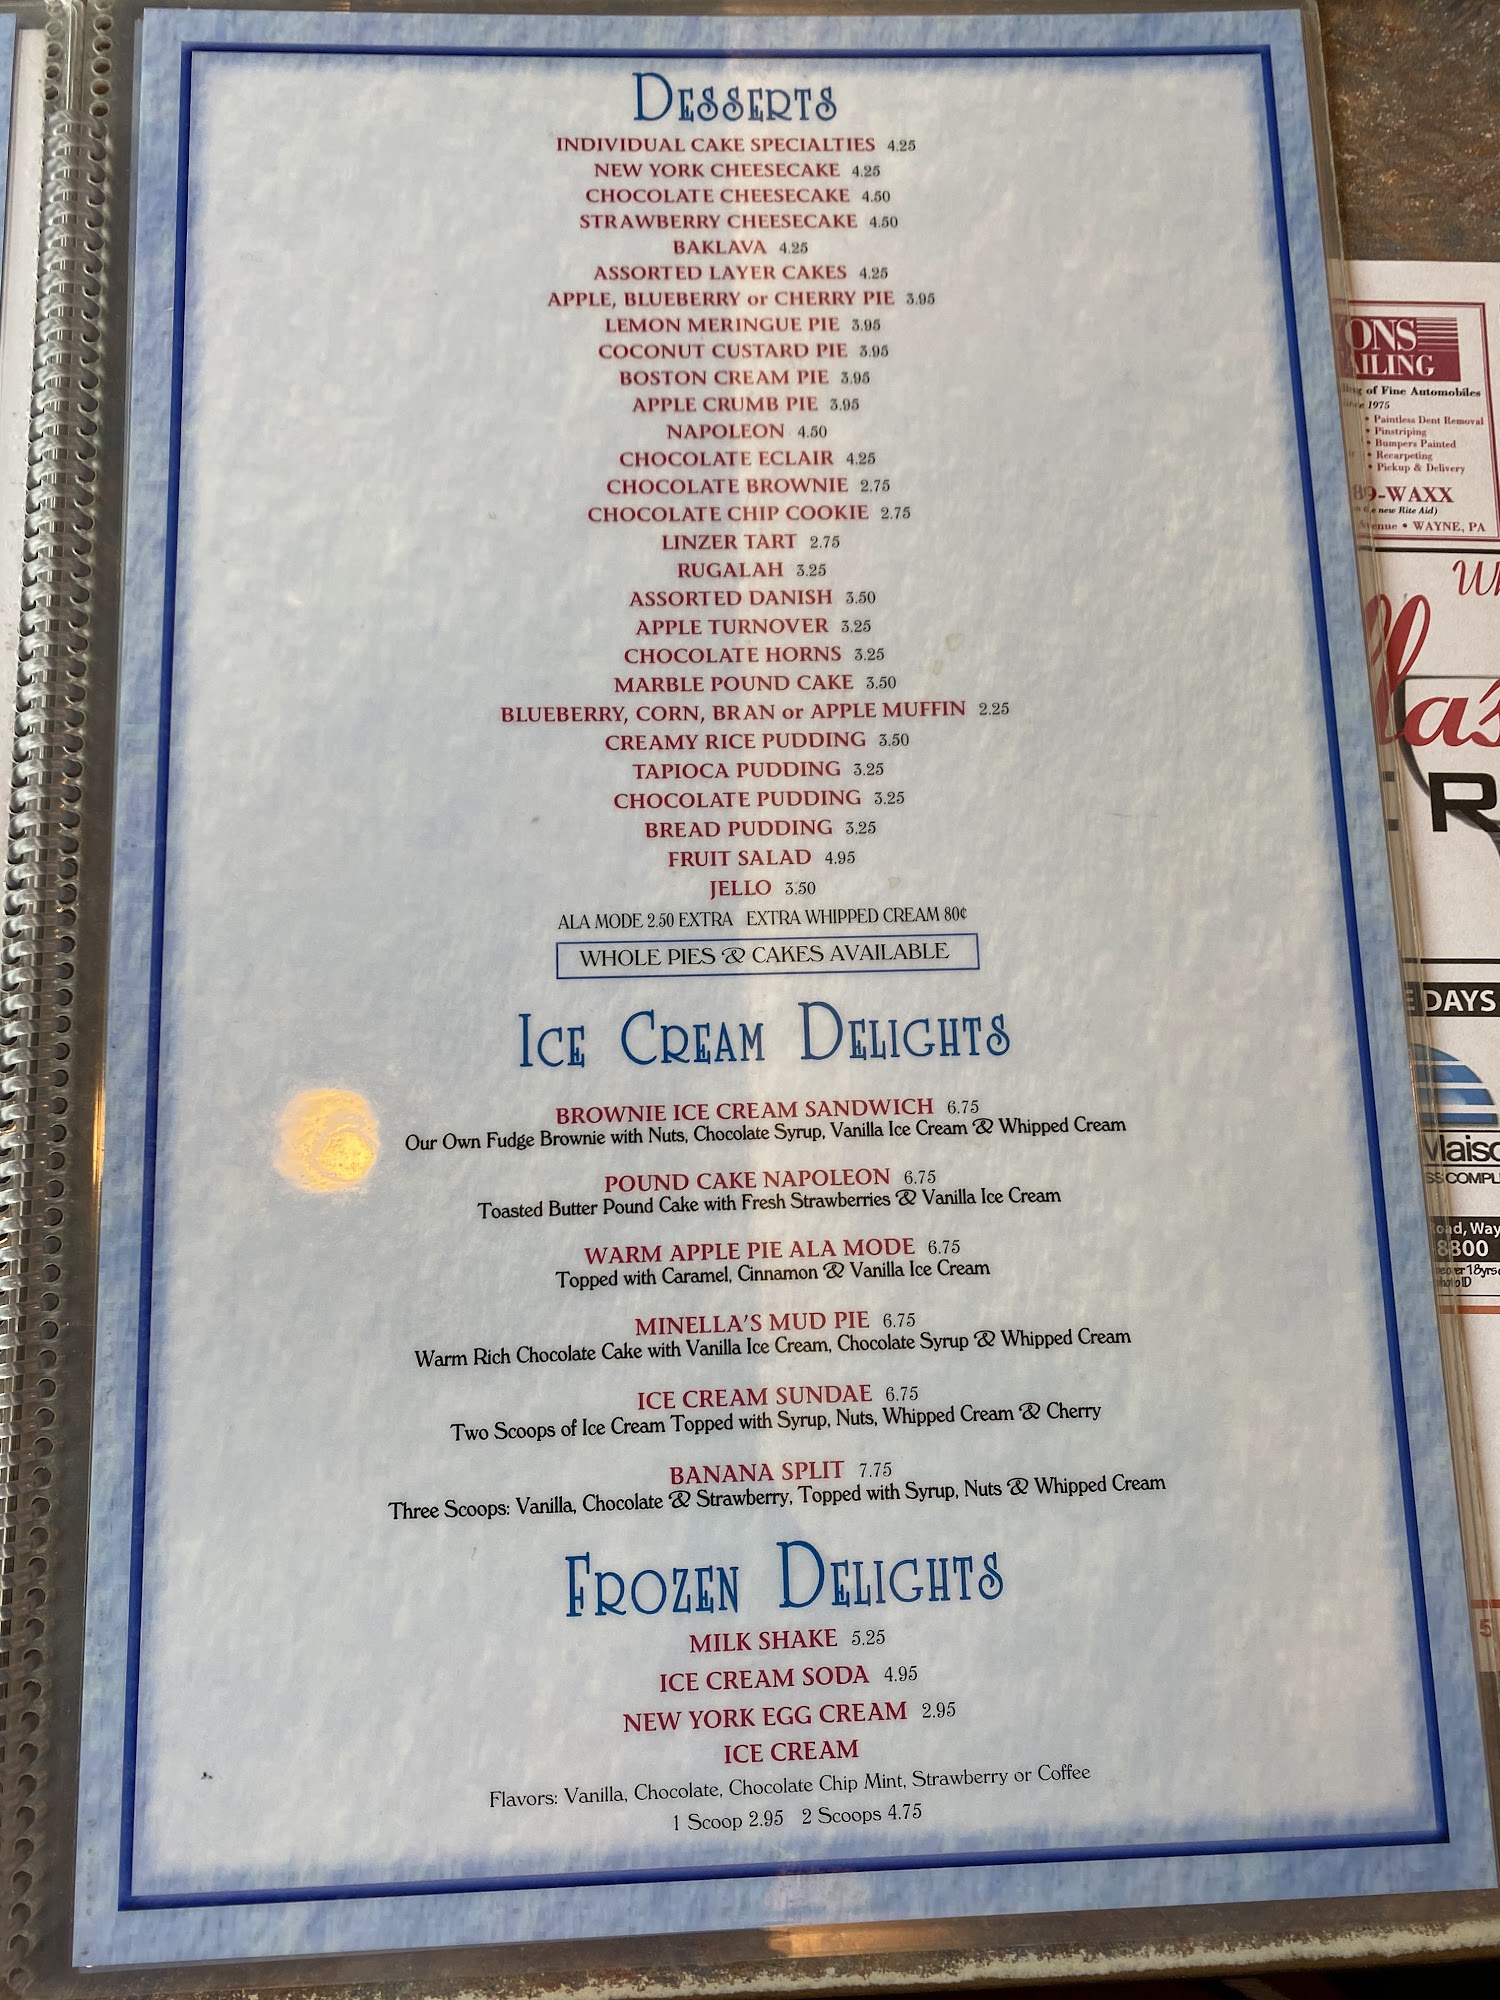 DESSERTS
INDIVIDUAL CAKE SPECIALTIES 4.25
NEW YORK CHEESECAKE 4.25
CHOCOLATE CHEESECAKE 4.50
STRAWBERRY CHEESECAKE 4.50
BAKLAVA 4.25
ASSORTED LAYER CAKES 4.25
APPLE, BLUEBERRY or CHERRY PIE 3.95
LEMON MERINGUE PIE 3.95
COCONUT CUSTARD PIE 3.95
BOSTON CREAM PIE 3.95
APPLE CRUMB PIE 3.95
NAPOLEON 4.50
CHOCOLATE ECLAIR 4.25
CHOCOLATE BROWNIE 2.75
CHOCOLATE CHIP COOKIE 2.75
LINZER TART 2.75
RUGALAH 3.25
ASSORTED DANISH 3.50
APPLE TURNOVER 3.25
CHOCOLATE HORNS 3.25
MARBLE POUND CAKE 3.50
BLUEBERRY, CORN, BRAN or APPLE MUFFIN 2.25
CREAMY RICE PUDDING 3.50
TAPIOCA PUDDING 3.25
CHOCOLATE PUDDING 3.25
BREAD PUDDING 3.25
FRUIT SALAD 4.95
JELLO 3.50
ALA MODE 2.50 EXTRA EXTRA WHIPPED CREAM 80¢
WHOLE PIES & CAKES AVAILABLE
ICE CREAM DELIGHTS
BROWNIE ICE CREAM SANDWICH 6.75
Our Own Fudge Brownie with Nuts, Chocolate Syrup, Vanilla Ice Cream & Whipped Cream
POUND CAKE NAPOLEON 6.75
Toasted Butter Pound Cake with Fresh Strawberries & Vanilla Ice Cream
WARM APPLE PIE ALA MODE 6.75
Topped with Caramel, Cinnamon & Vanilla Ice Cream
MINELLA'S MUD PIE 6.75
Warm Rich Chocolate Cake with Vanilla Ice Cream, Chocolate Syrup & Whipped Cream
ICE CREAM SUNDAE 6.75
Two Scoops of Ice Cream Topped with Syrup, Nuts, Whipped Cream & Cherry
BANANA SPLIT 7.75
Three Scoops: Vanilla, Chocolate & Strawberry, Topped with Syrup, Nuts & Whipped Cream
FROZEN DELIGHTS
MILK SHAKE 5.25
ICE CREAM SODA 4.95
NEW YORK EGG CREAM 2.95
ICE CREAM
Flavors: Vanilla, Chocolate, Chocolate Chip Mint, Strawberry or Coffee
1 Scoop 2.95 2 Scoops 4.75
of Fine Automobiles
1975
• Paintless Dent Removal
• Pinstriping
• Bumpers Painted
• Recarpeting
• Pickup & Delivery
89-WAXX
new Rite Aid)
• WAYNE, PA
DAYS
8800